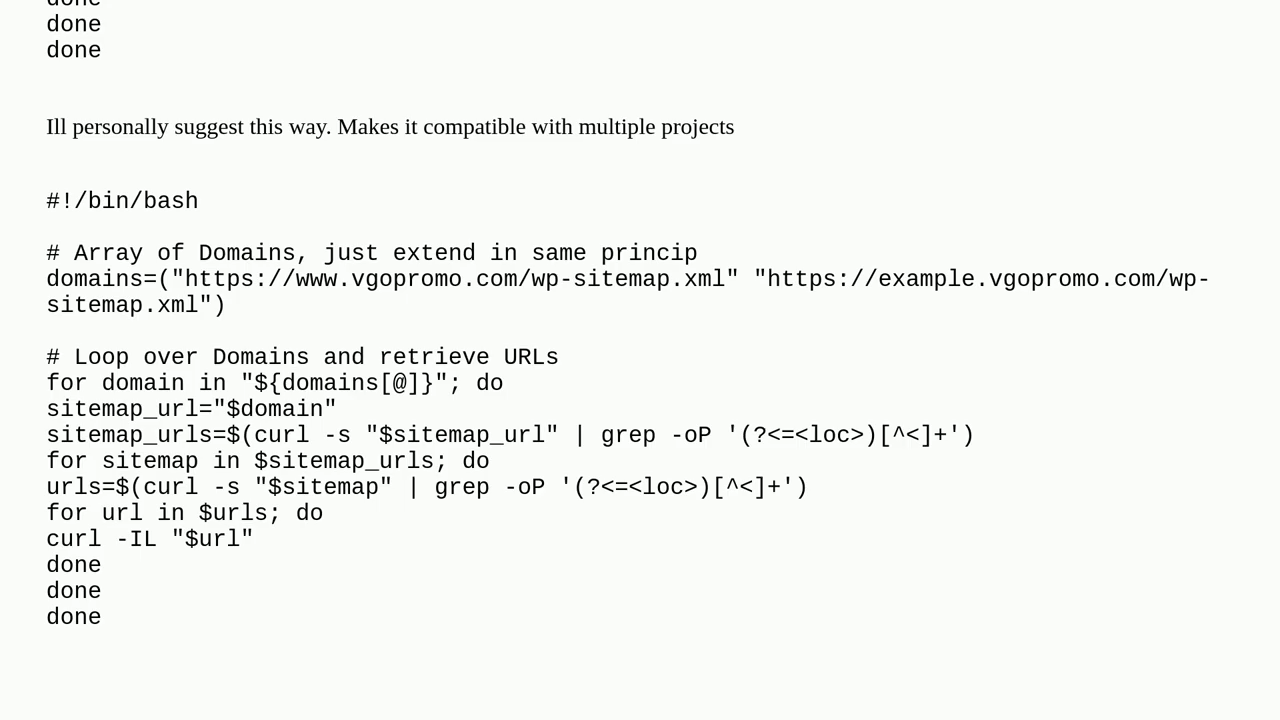 done
done
done
Ill personally suggest this way. Makes it compatible with multiple projects
#!/bin/bash
# Array of Domains, just extend in same princip
domains=("https://www.vgopromo.com/wp-sitemap.xml" "https://example.vgopromo.com/wp-
sitemap.xml")
# Loop over Domains and retrieve URLs
for domain in "${domains[@]}"; do
sitemap_url="$domain"
sitemap_urls=$(curl -s "$sitemap_url" | grep -oP '(?<=<loc>)[^<]+')
for sitemap in $sitemap_urls; do
urls=$(curl -s "$sitemap" | grep -oP '(?<=<loc>)[^<]+')
for url in $urls; do
curl -IL "$url"
done
done
done